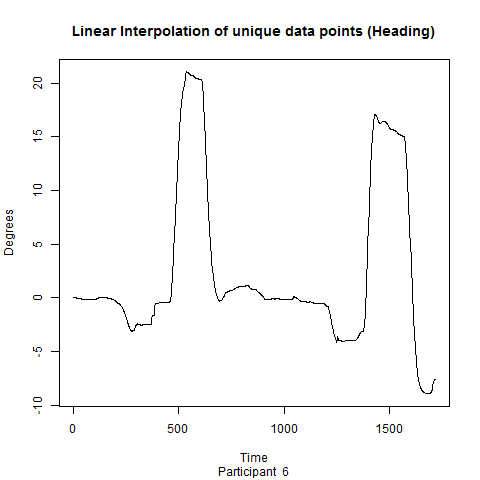 Linear Interpolation of unique data points (Heading)
Degrees
20
15
10
5
0
-5
-10
0 500 1000 1500
Time
Participant 6